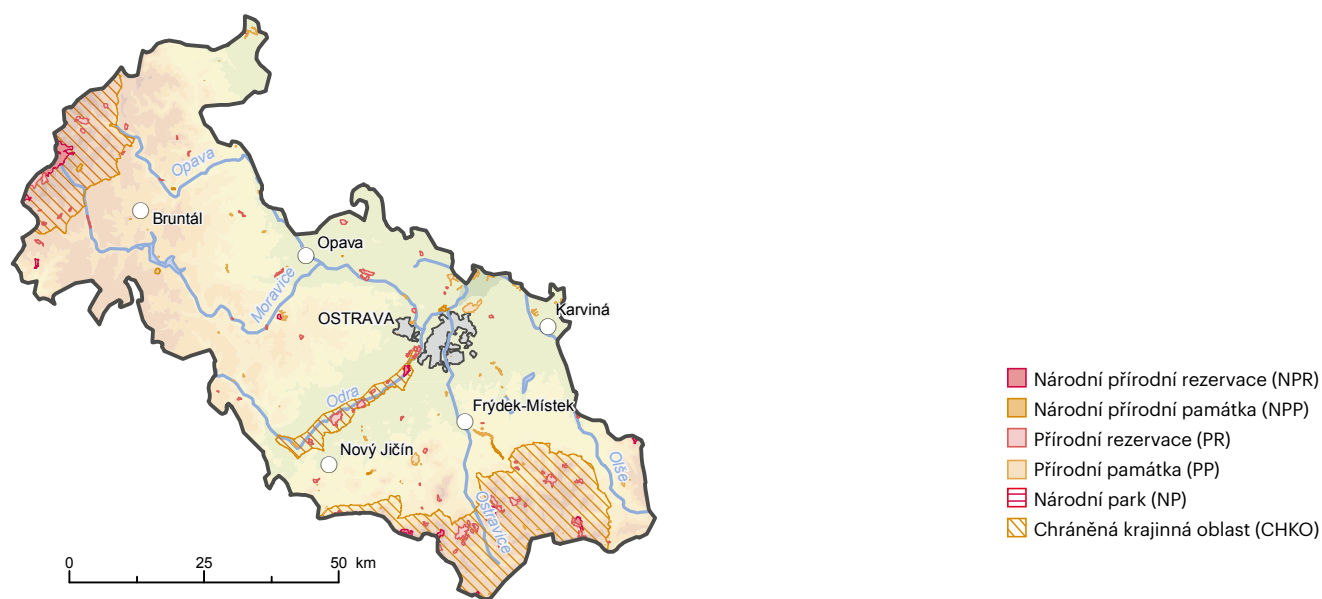 Opava
Bruntál
Opava
Moravice
OSTRAVA
Karviná
Odra
Frýdek-Místek
Nový Jičín
Olše
Ostravice
0 25 50 km
Národní přírodní rezervace (NPR)
Národní přírodní památka (NPP)
Přírodní rezervace (PR)
Přírodní památka (PP)
Národní park (NP)
Chráněná krajinná oblast (CHKO)